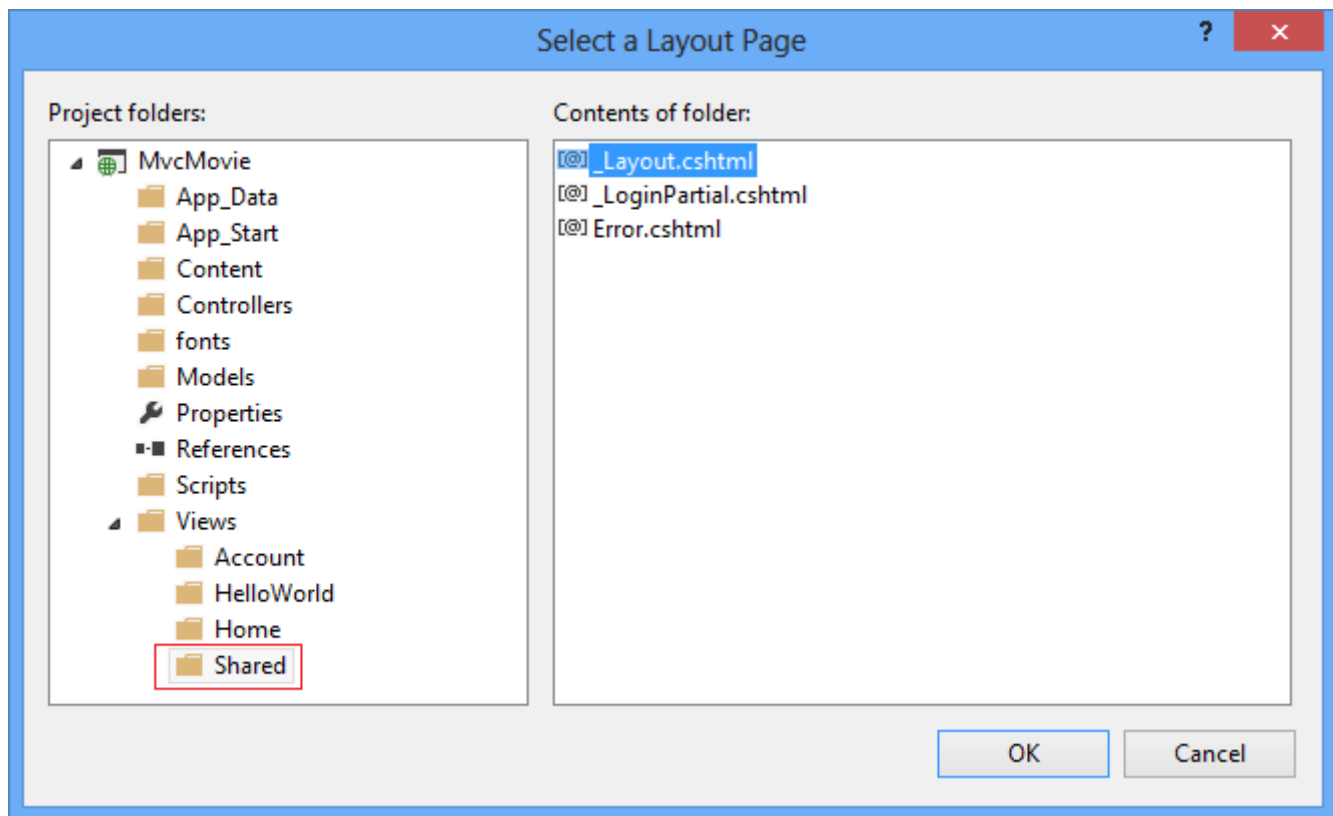 Select a Layout Page
?
Project folders:
MvcMovie
App_Data
App_Start
Content
Controllers
fonts
Models
Properties
References
Scripts
Views
Account
HelloWorld
Home
Shared
Contents of folder:
[@] _Layout.cshtml
[@] _LoginPartial.cshtml
[@] Error.cshtml
OK
Cancel